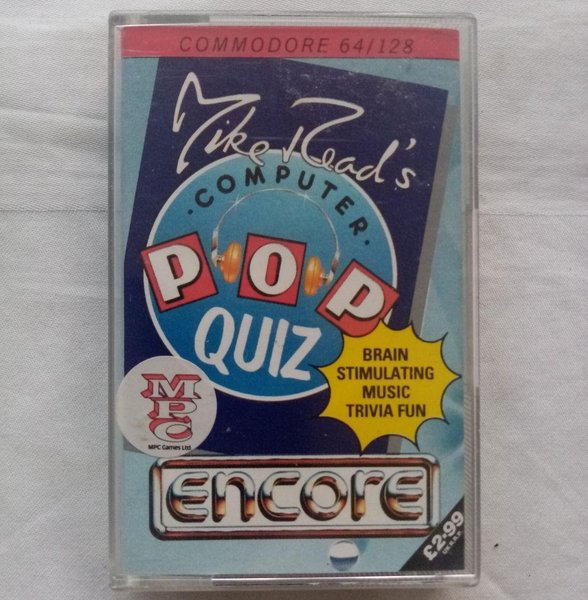 COMMODORE 64/128
Mike Read's
·COMPUTER·
POP
QUIZ
BRAIN
STIMULATING
MUSIC
TRIVIA FUN
MPC
MPC Games Ltd
ENCORE
£2·99